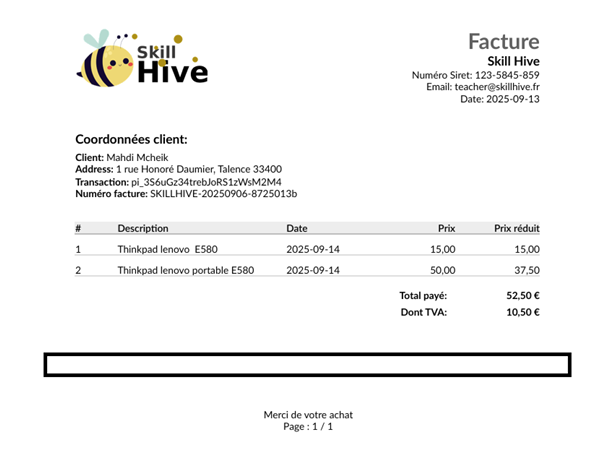 Skill
Hive
Facture
Skill Hive
Numéro Siret: 123-5845-859
Email: teacher@skillhive.fr
Date: 2025-09-13
Coordonnées client:
Client: Mahdi Mcheik
Address: 1 rue Honoré Daumier, Talence 33400
Transaction: pi_3S6uGz34trebJoRS1zWsM2M4
Numéro facture: SKILLHIVE-20250906-8725013b
# Description Date Prix Prix réduit
1 Thinkpad lenovo E580 2025-09-14 15,00 15,00
2 Thinkpad lenovo portable E580 2025-09-14 50,00 37,50
Total payé: 52,50 €
Dont TVA: 10,50 €
Merci de votre achat
Page : 1 / 1